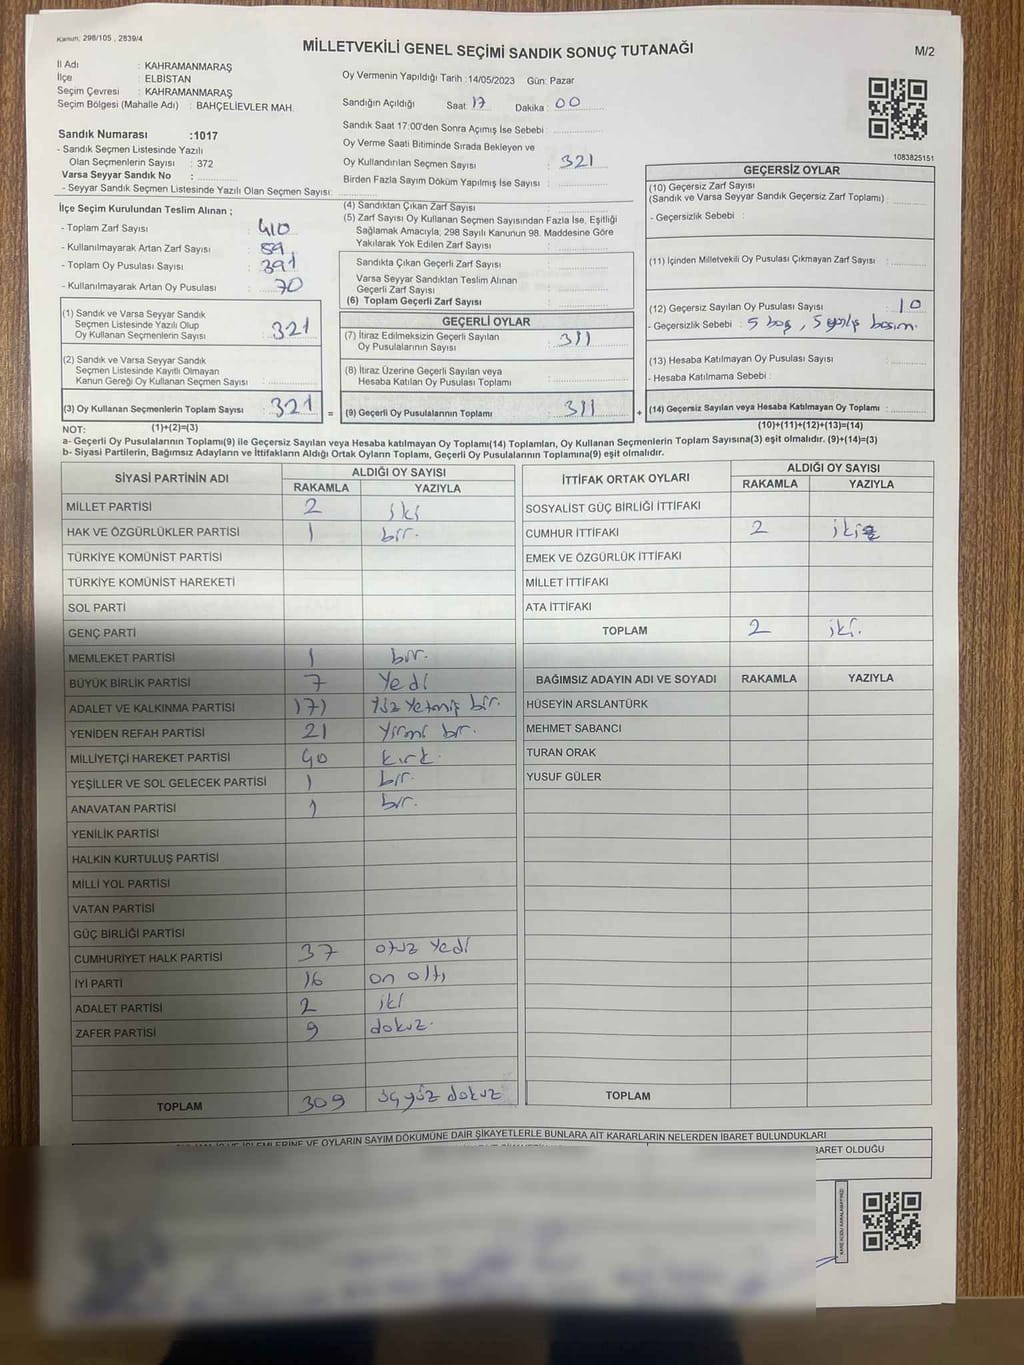 Kanun, 298/105 , 2839/4
MİLLETVEKİLİ GENEL SEÇİMİ SANDIK SONUÇ TUTANAĞI
M/2
İl Adı : KAHRAMANMARAŞ
İlçe : ELBİSTAN
Seçim Çevresi : KAHRAMANMARAŞ
Seçim Bölgesi (Mahalle Adı) : BAHÇELİEVLER MAH.
Sandık Numarası :1017
- Sandık Seçmen Listesinde Yazılı
Olan Seçmenlerin Sayısı : 372
Varsa Seyyar Sandık No :
- Seyyar Sandık Seçmen Listesinde Yazılı Olan Seçmen Sayısı:
Oy Vermenin Yapıldığı Tarih :14/05/2023 Gün: Pazar
Sandığın Açıldığı Saat 17 Dakika 00
Sandık Saat 17:00'den Sonra Açımış İse Sebebi :
Oy Verme Saati Bitiminde Sırada Bekleyen ve
Oy Kullandırılan Seçmen Sayısı : 321
Birden Fazla Sayım Döküm Yapılmış İse Sayısı :
1083825151
İlçe Seçim Kurulundan Teslim Alınan ;
- Toplam Zarf Sayısı : 410
- Kullanılmayarak Artan Zarf Sayısı : 89
- Toplam Oy Pusulası Sayısı : 391
- Kullanılmayarak Artan Oy Pusulası : 70
(1) Sandık ve Varsa Seyyar Sandık
Seçmen Listesinde Yazılı Olup
Oy Kullanan Seçmenlerin Sayısı : 321
(2) Sandık ve Varsa Seyyar Sandık
Seçmen Listesinde Kayıtlı Olmayan
Kanun Gereği Oy Kullanan Seçmen Sayısı :
(3) Oy Kullanan Seçmenlerin Toplam Sayısı : 321 =
(4) Sandıktan Çıkan Zarf Sayısı :
(5) Zarf Sayısı Oy Kullanan Seçmen Sayısından Fazla İse, Eşitliği
Sağlamak Amacıyla, 298 Sayılı Kanunun 98. Maddesine Göre
Yakılarak Yok Edilen Zarf Sayısı :
Sandıkta Çıkan Geçerli Zarf Sayısı :
Varsa Seyyar Sandıktan Teslim Alınan
Geçerli Zarf Sayısı :
(6) Toplam Geçerli Zarf Sayısı :
GEÇERLİ OYLAR
(7) İtiraz Edilmeksizin Geçerli Sayılan
Oy Pusulalarının Sayısı : 311
(8) İtiraz Üzerine Geçerli Sayılan veya
Hesaba Katılan Oy Pusulası Toplamı :
(9) Geçerli Oy Pusulalarının Toplamı : 311 +
GEÇERSİZ OYLAR
(10) Geçersiz Zarf Sayısı
(Sandık ve Varsa Seyyar Sandık Geçersiz Zarf Toplamı) :
- Geçersizlik Sebebi :
(11) İçinden Milletvekili Oy Pusulası Çıkmayan Zarf Sayısı :
(12) Geçersiz Sayılan Oy Pusulası Sayısı : 10
- Geçersizlik Sebebi : 5 boş, 5 yanlış basım.
(13) Hesaba Katılmayan Oy Pusulası Sayısı :
- Hesaba Katılmama Sebebi :
(14) Geçersiz Sayılan veya Hesaba Katılmayan Oy Toplamı :
NOT: (1)+(2)=(3)
(10)+(11)+(12)+(13)=(14)
a- Geçerli Oy Pusulalarının Toplamı(9) ile Geçersiz Sayılan veya Hesaba katılmayan Oy Toplamı(14) Toplamları, Oy Kullanan Seçmenlerin Toplam Sayısına(3) eşit olmalıdır. (9)+(14)=(3)
b- Siyasi Partilerin, Bağımsız Adayların ve İttifakların Aldığı Ortak Oyların Toplamı, Geçerli Oy Pusulalarının Toplamına(9) eşit olmalıdır.
SİYASİ PARTİNİN ADI ALDIĞI OY SAYISI
RAKAMLA YAZIYLA
MİLLET PARTİSİ 2 iki
HAK VE ÖZGÜRLÜKLER PARTİSİ 1 bir.
TÜRKİYE KOMÜNİST PARTİSİ
TÜRKİYE KOMÜNİST HAREKETİ
SOL PARTİ
GENÇ PARTİ
MEMLEKET PARTİSİ 1 bir.
BÜYÜK BİRLİK PARTİSİ 7 Yedi
ADALET VE KALKINMA PARTİSİ 171 Yüz Yetmiş bir.
YENİDEN REFAH PARTİSİ 21 Yirmi bir.
MİLLİYETÇİ HAREKET PARTİSİ 40 kırk.
YEŞİLLER VE SOL GELECEK PARTİSİ 1 bir.
ANAVATAN PARTİSİ 1 bir.
YENİLİK PARTİSİ
HALKIN KURTULUŞ PARTİSİ
MİLLİ YOL PARTİSİ
VATAN PARTİSİ
GÜÇ BİRLİĞİ PARTİSİ
CUMHURİYET HALK PARTİSİ 37 otuz Yedi
İYİ PARTİ 16 on altı
ADALET PARTİSİ 2 iki
ZAFER PARTİSİ 9 dokuz.
TOPLAM 309 üçyüz dokuz
İTTİFAK ORTAK OYLARI ALDIĞI OY SAYISI
RAKAMLA YAZIYLA
SOSYALİST GÜÇ BİRLİĞİ İTTİFAKI
CUMHUR İTTİFAKI 2 iki
EMEK VE ÖZGÜRLÜK İTTİFAKI
MİLLET İTTİFAKI
ATA İTTİFAKI
TOPLAM 2 iki.
BAĞIMSIZ ADAYIN ADI VE SOYADI RAKAMLA YAZIYLA
HÜSEYİN ARSLANTÜRK
MEHMET SABANCI
TURAN ORAK
YUSUF GÜLER
TOPLAM
İŞLEMLERİNE VE OYLARIN SAYIM DÖKÜMÜNE DAİR ŞİKAYETLERLE BUNLARA AİT KARARLARIN NELERDEN İBARET BULUNDUKLARI
BARET OLDUĞU